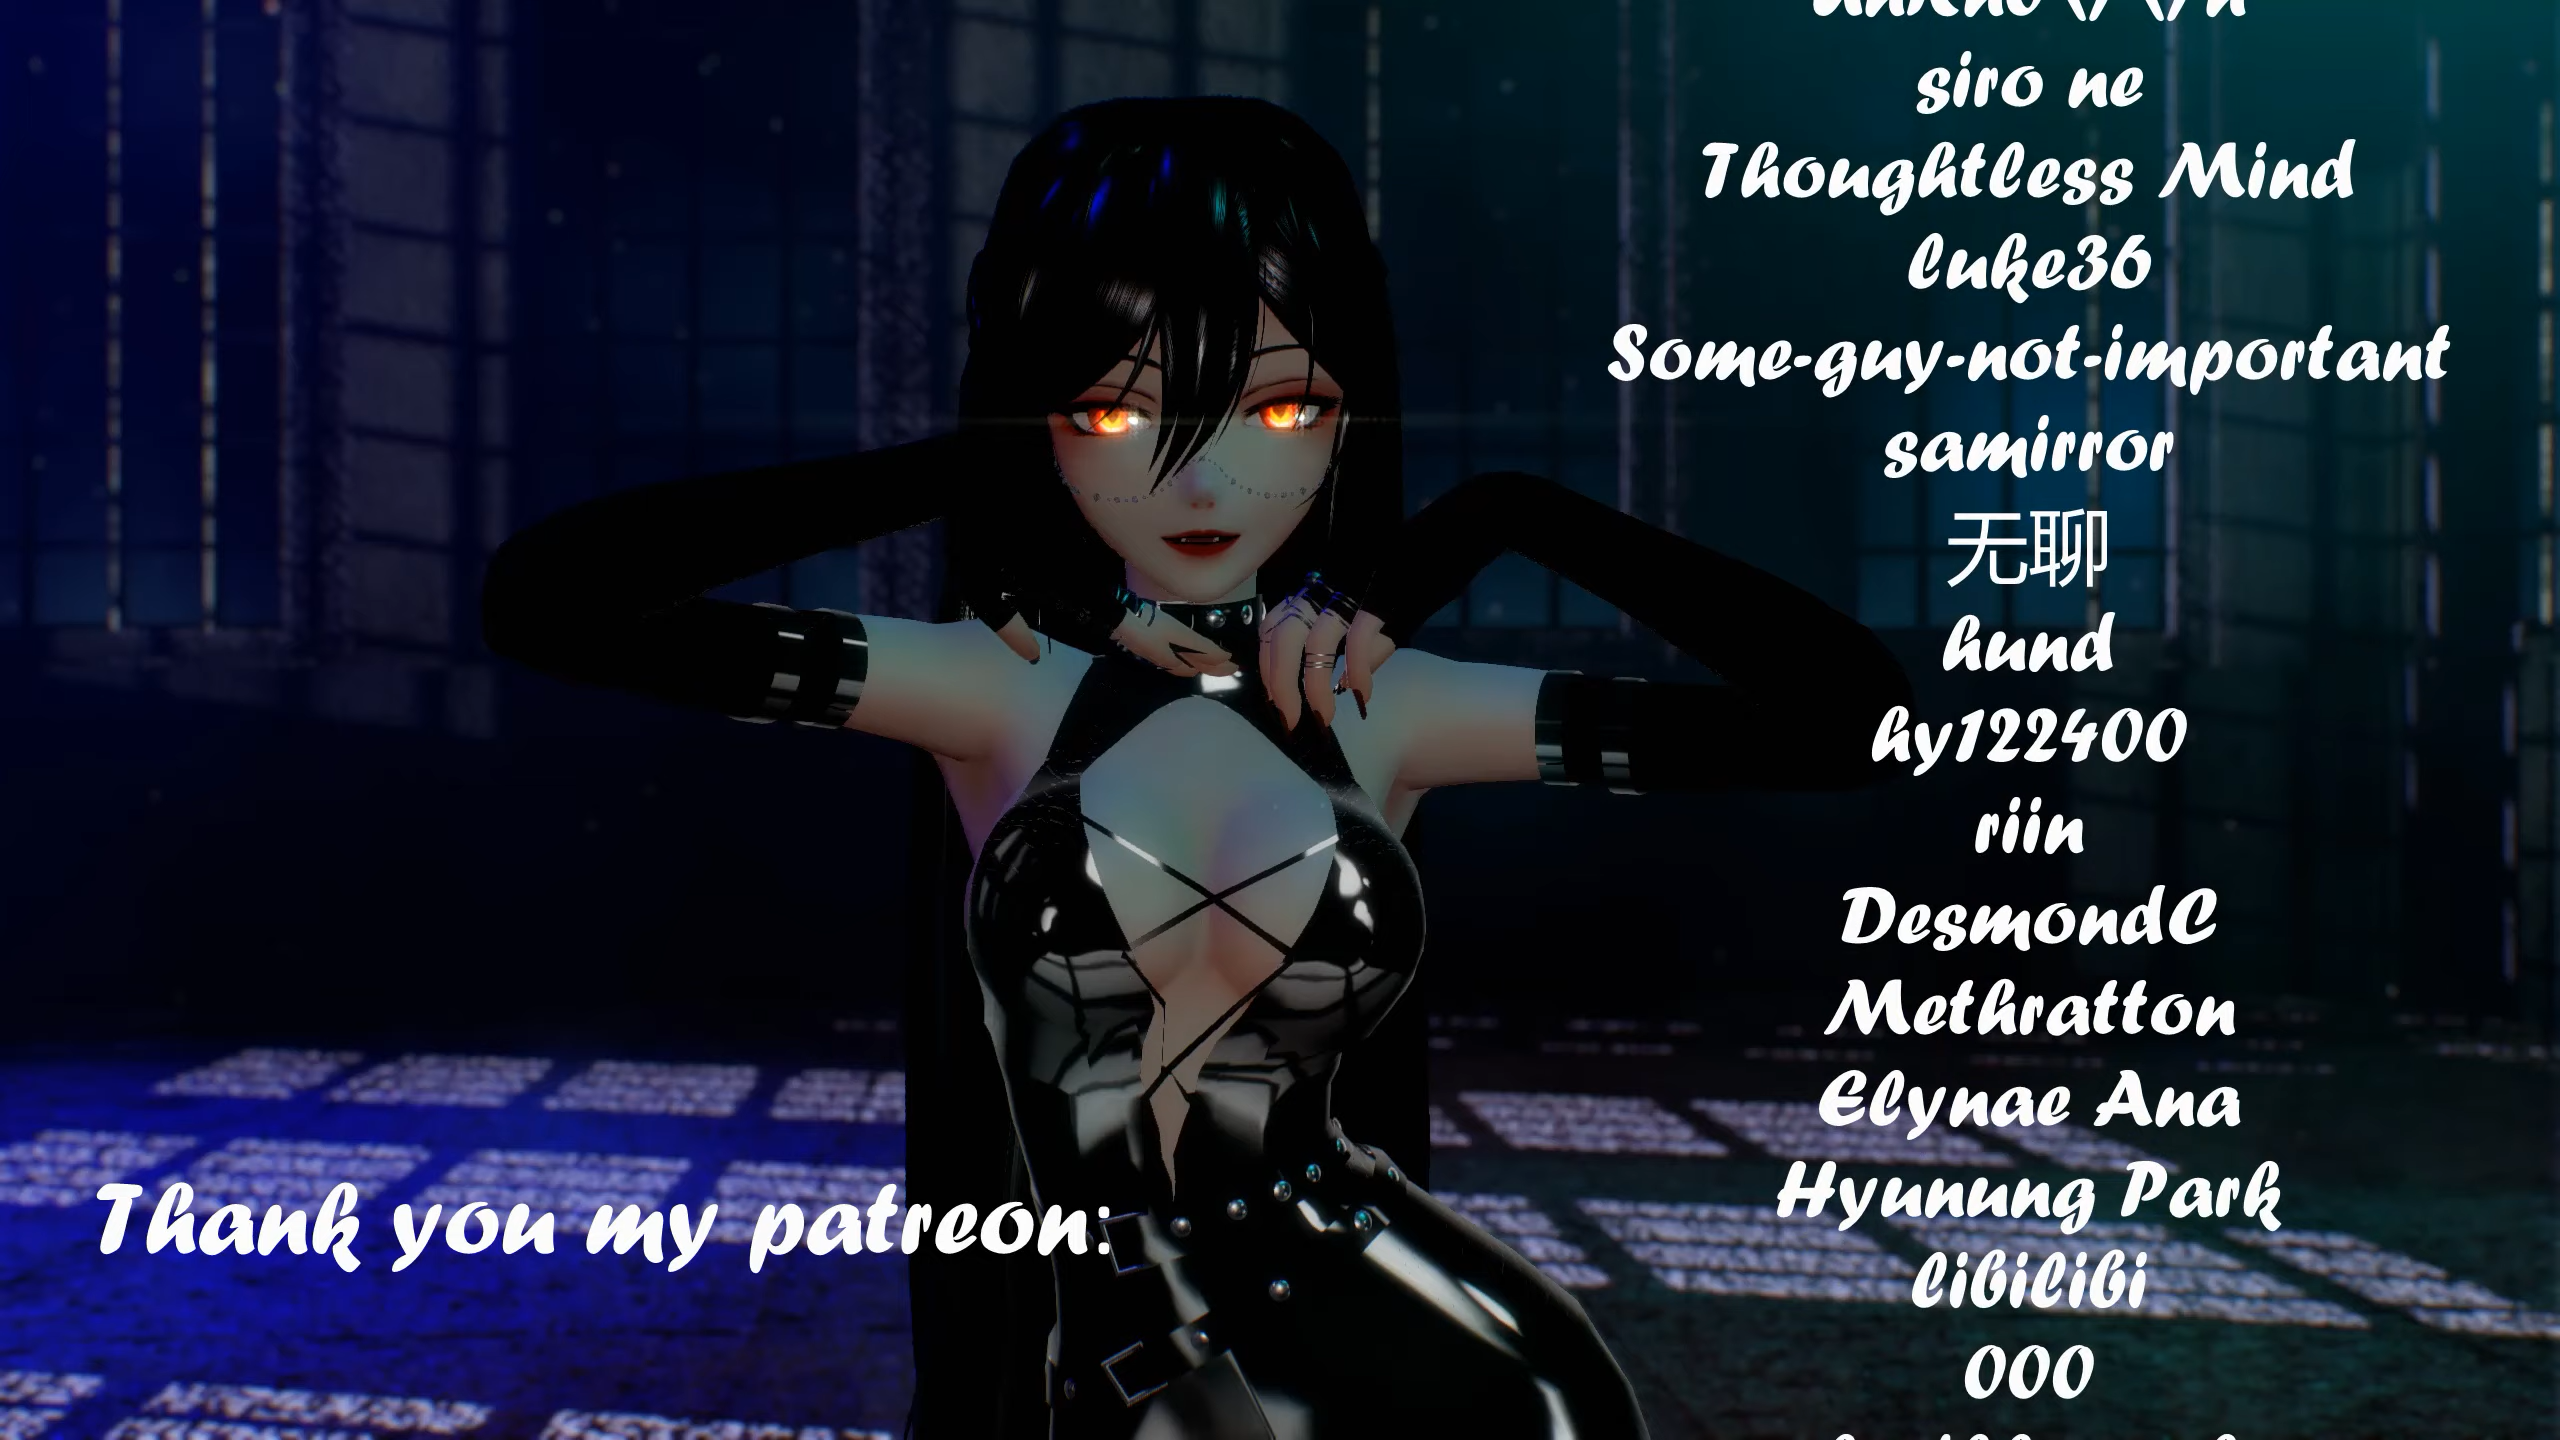 siro ne
Thoughtless Mind
luke36
Some-guy-not-important
samirror
无聊
hund
hy122400
riin
DesmondC
Methratton
Elynae Ana
Hyunung Park
libilibi
000
Thank you my patreon: